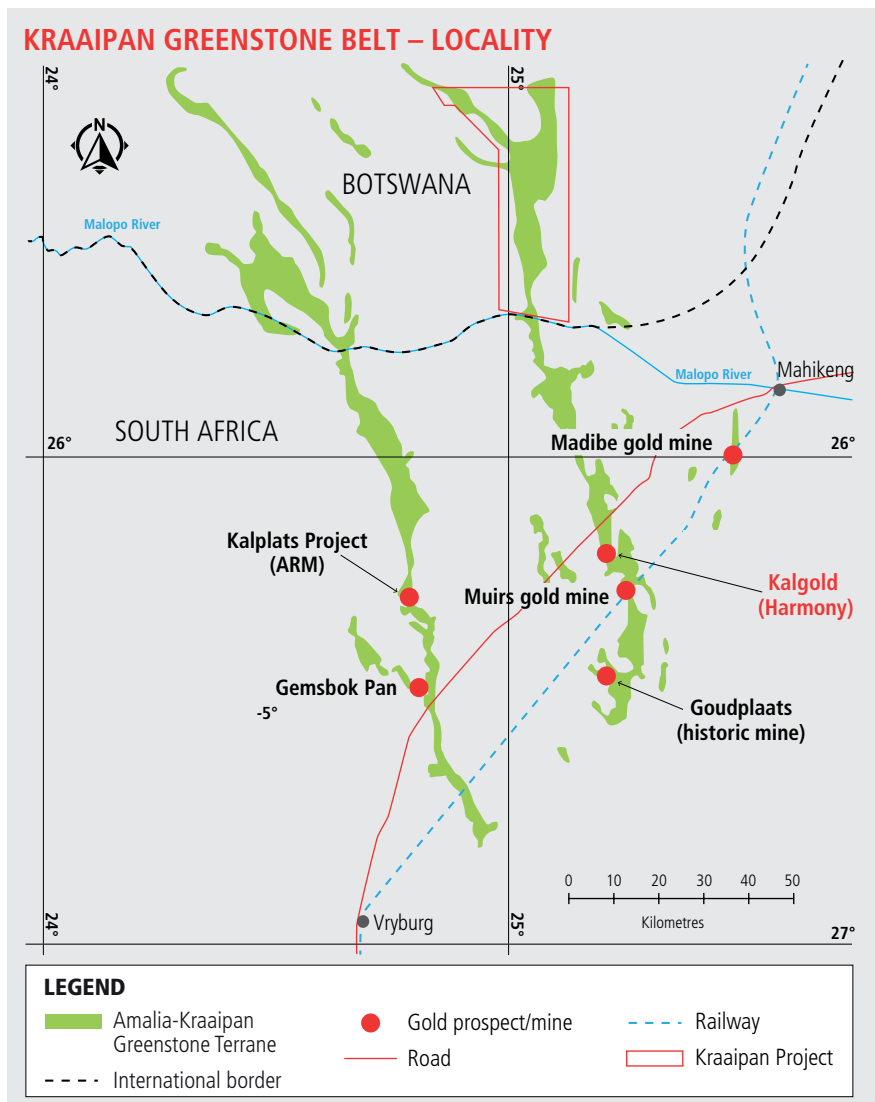 KRAAIPAN GREENSTONE BELT – LOCALITY
24°
25°
N
BOTSWANA
Malopo River
Malopo River
Mahikeng
SOUTH AFRICA
26°
Madibe gold mine
26°
Kalplats Project
(ARM)
Muirs gold mine
Kalgold
(Harmony)
Gemsbok Pan
-5°
Goudplaats
(historic mine)
0 10 20 30 40 50
Kilometres
24°
Vryburg
25°
27°
LEGEND
Amalia-Kraaipan
Greenstone Terrane
International border
Gold prospect/mine
Road
Railway
Kraaipan Project